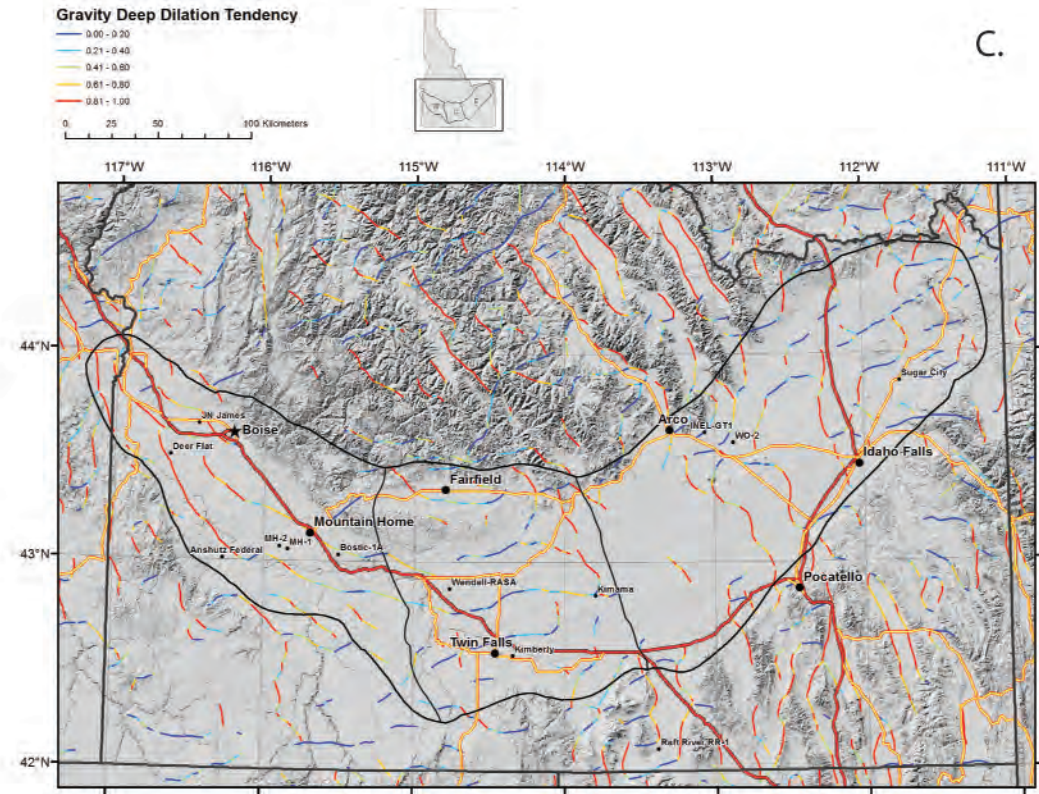 Gravity Deep Dilation Tendency
0.00 - 0.20
0.21 - 0.40
0.41 - 0.60
0.61 - 0.80
0.81 - 1.00
0 25 50 100 Kilometers
C.
117°W 116°W 115°W 114°W 113°W 112°W 111°W
44°N
Sugar City
JN James
Boise
Arco
INEL-GT1
WO-2
Deer Flat
Idaho Falls
Fairfield
Mountain Home
MH-2
MH-1
Bostic-1A
Anshutz Federal
43°N
Pocatello
Wendell-RASA
Kimama
Twin Falls
Kimberly
Raft River RR-1
42°N